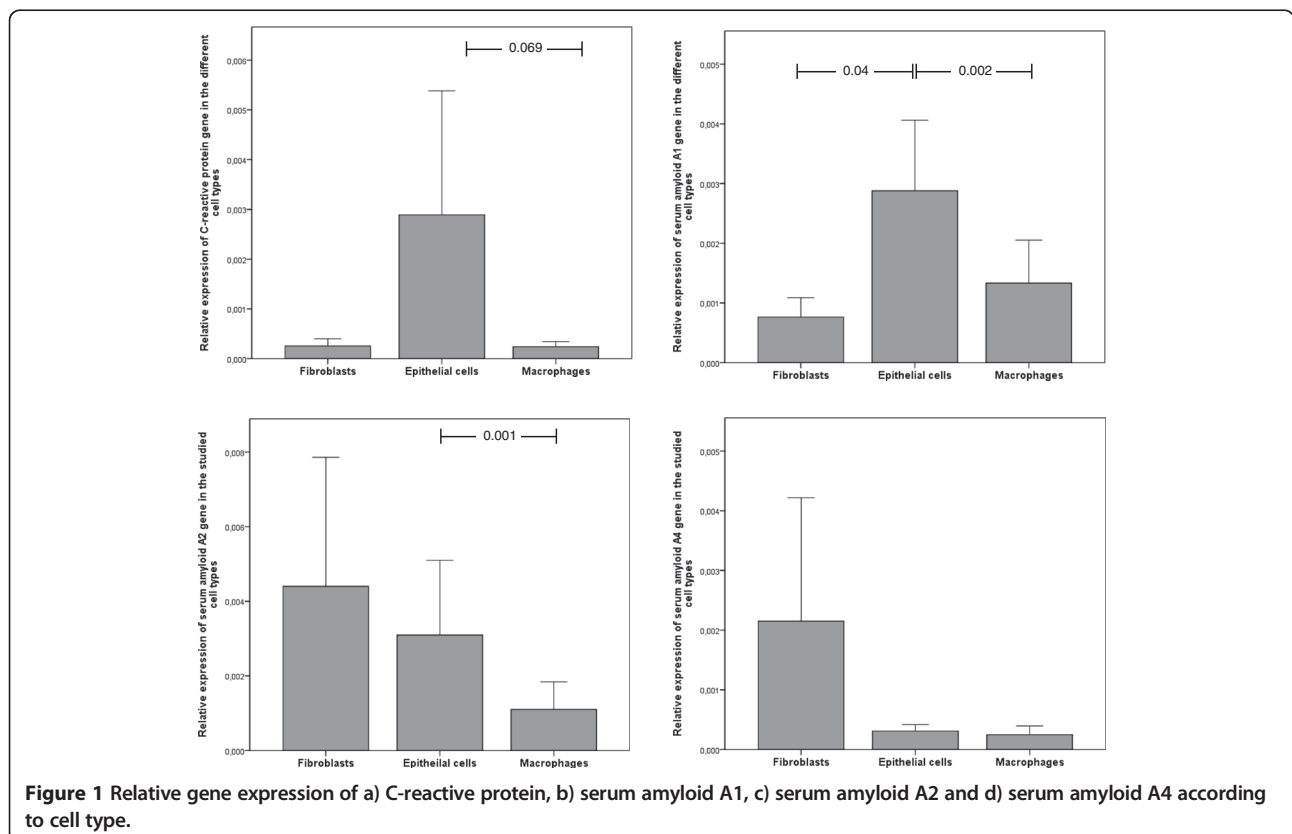 Relative expression of C-reactive protein gene in the different
cell types
0,006
0,005
0,004
0,003
0,002
0,001
0,000
0.069
Fibroblasts
Epithelial cells
Macrophages
Relative expression of serum amyloid A1 gene in the different
cell types
0,005
0,004
0,003
0,002
0,001
0,000
0.04
0.002
Fibroblasts
Epithelial cells
Macrophages
Relative expression of serum amyloid A2 gene in the studied
cell types
0,008
0,006
0,004
0,002
0,000
0.001
Fibroblasts
Epitheilal cells
Macrophages
Relative expression of serum amyloid A4 gene in the studied
cell types
0,005
0,004
0,003
0,002
0,001
0,000
Fibroblasts
Epithelial cells
Macrophages
Figure 1 Relative gene expression of a) C-reactive protein, b) serum amyloid A1, c) serum amyloid A2 and d) serum amyloid A4 according
to cell type.